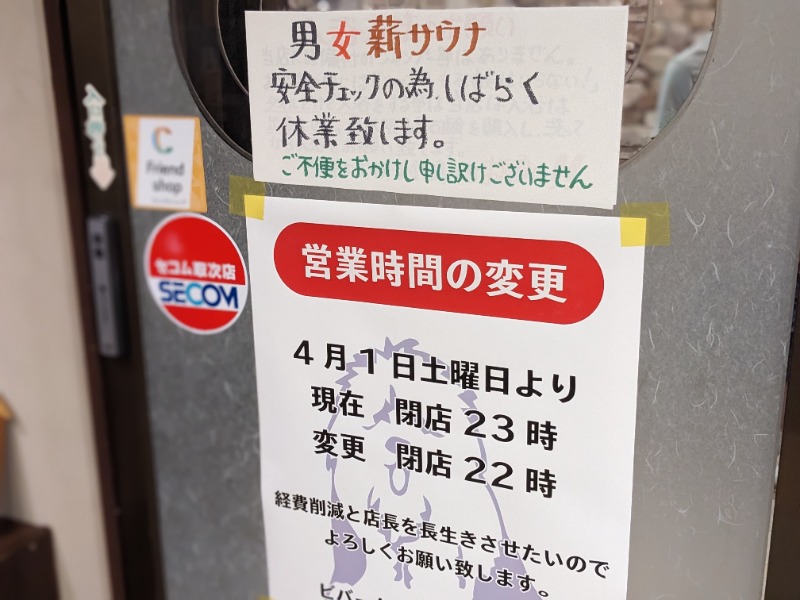 男女薪サウナ
安全チェックの為、しばらく
休業致します。
ご不便をおかけし申し訳けございません
Friend
shop
セコム取次店
SECOM
営業時間の変更
4月1日土曜日より
現在 閉店23時
変更 閉店22時
経費削減と店長を長生きさせたいので
よろしくお願い致します。